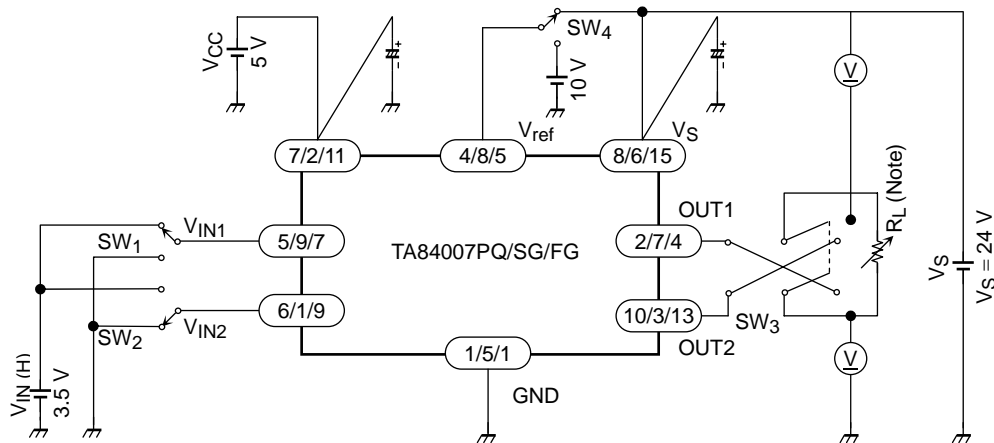 VCC
5 V
+
-
SW4
10 V
V
Vref
VS
7/2/11
4/8/5
8/6/15
RL (Note)
OUT1
VIN1
SW1
5/9/7
TA84007PQ/SG/FG
2/7/4
VS
VS = 24 V
+
-
6/1/9
10/3/13
SW3
SW2
VIN2
OUT2
1/5/1
V
VIN (H)
3.5 V
GND